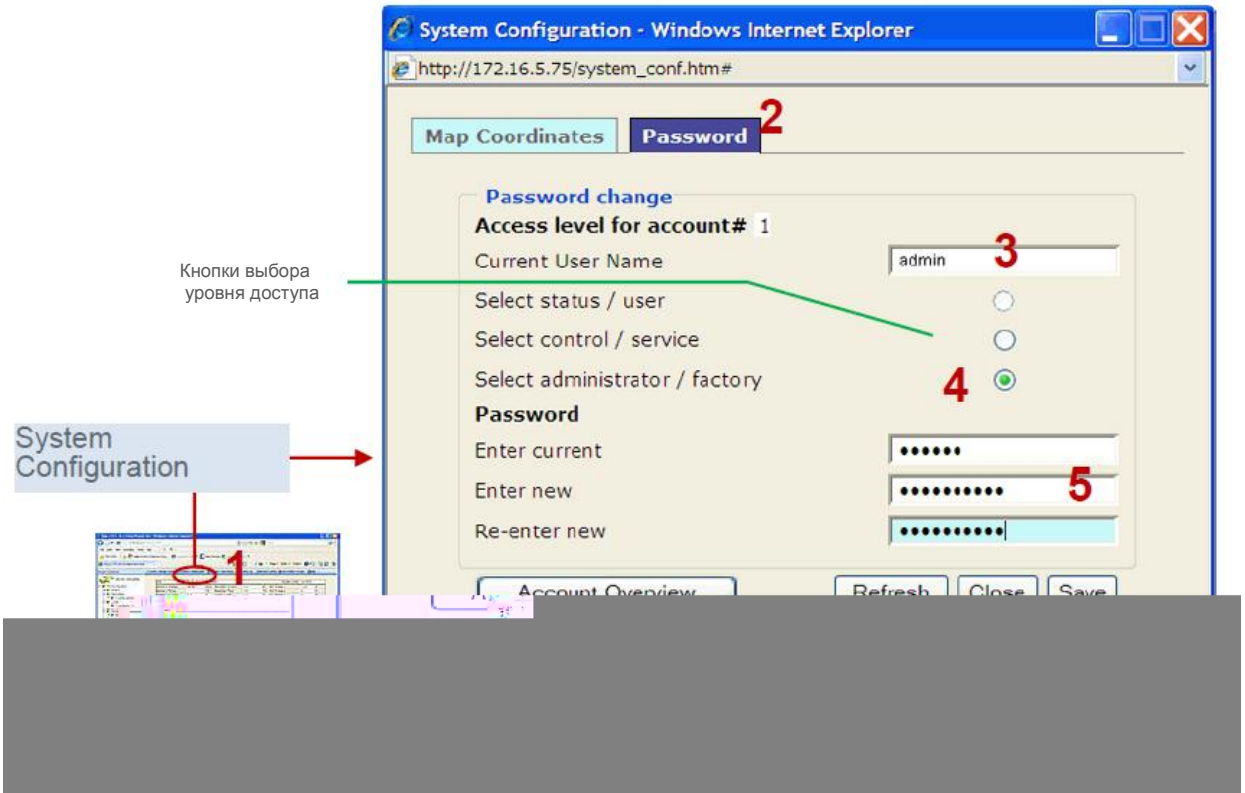 System Configuration - Windows Internet Explorer
http://172.16.5.75/system_conf.htm#
2
Map Coordinates Password
Password change
Access level for account# 1
Current User Name admin 3
Кнопки выбора
уровня доступа
Select status / user
Select control / service
Select administrator / factory 4
Password
System
Configuration
Enter current ••••••
Enter new •••••••••• 5
Re-enter new ••••••••••
1
Account Overview Refresh Close Save